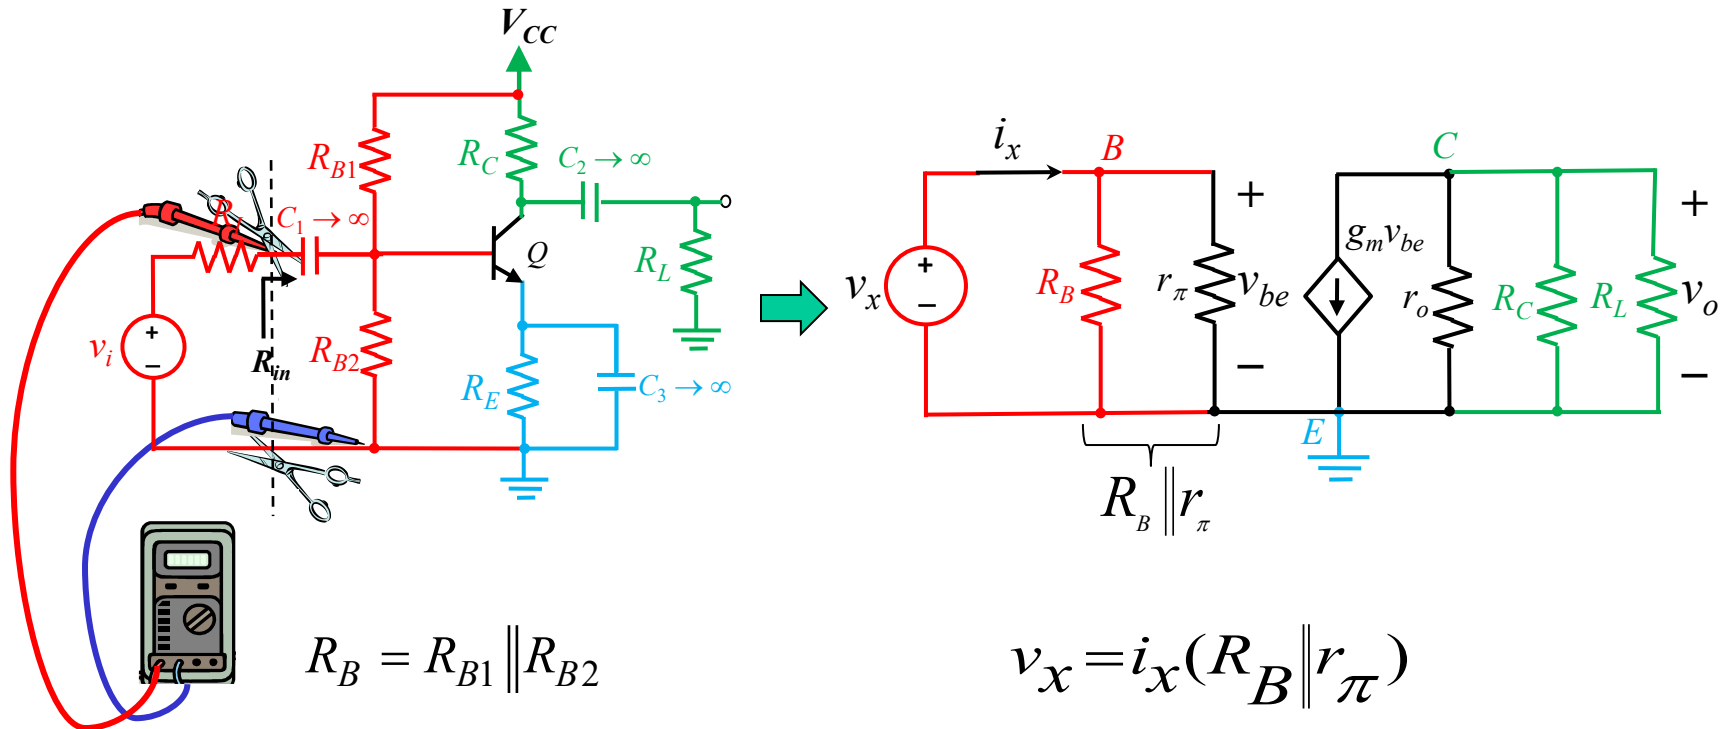 V_CC
R_B1
R_C
C_2 → ∞
R_I
C_1 → ∞
Q
R_L
v_i
+
−
R_in
R_B2
R_E
C_3 → ∞
R_B = R_B1 || R_B2
i_x
B
C
v_x
+
−
R_B
r_π
+
v_be
−
g_m v_be
r_o
R_C
R_L
+
v_o
−
E
R_B || r_π
v_x = i_x(R_B || r_π)